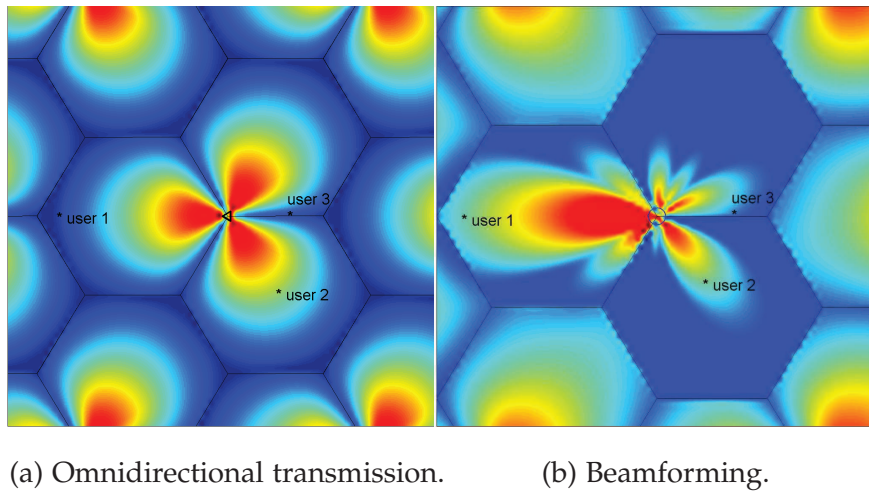 * user 1
user 3
*
* user 2
* user 1
user 3
*
* user 2
(a) Omnidirectional transmission.
(b) Beamforming.